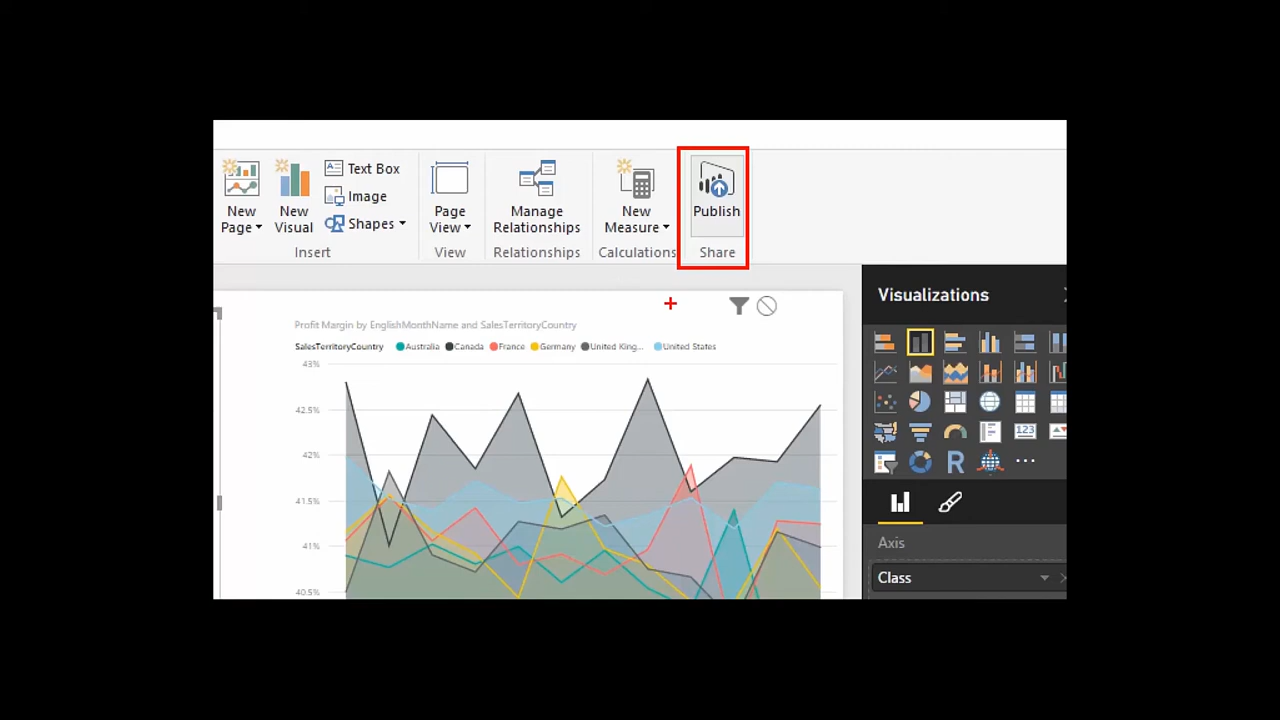 Text Box
Image
Shapes
New Page
New Visual
Page View
Manage Relationships
New Measure
Publish
Insert
View
Relationships
Calculations
Share
Visualizations
Profit Margin by EnglishMonthName and SalesTerritoryCountry
SalesTerritoryCountry Australia Canada France Germany United King... United States
43%
42.5%
42%
41.5%
41%
40.5%
123
R
...
Axis
Class